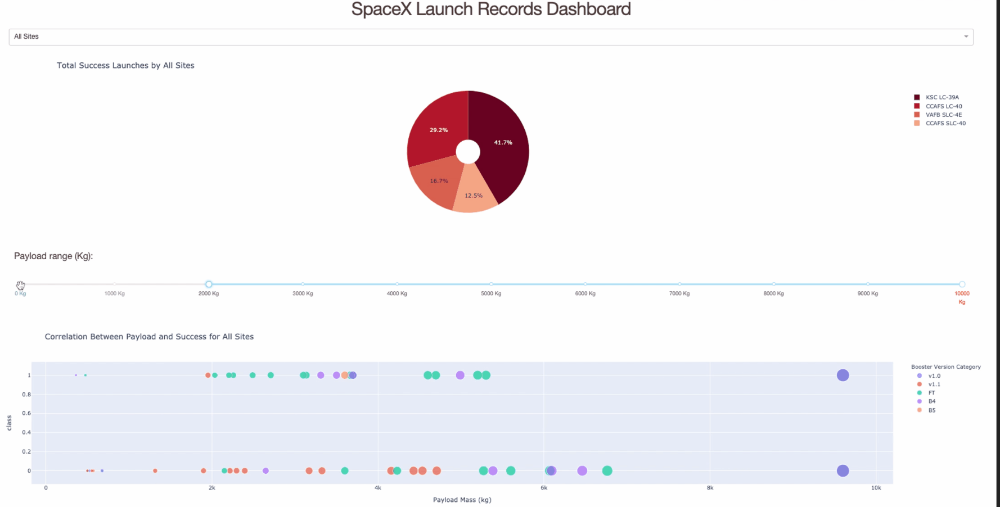 SpaceX Launch Records Dashboard
All Sites
Total Success Launches by All Sites
KSC LC-39A
CCAFS LC-40
VAFB SLC-4E
CCAFS SLC-40
29.2%
41.7%
16.7%
12.5%
Payload range (Kg):
0 Kg
1000 Kg
2000 Kg
3000 Kg
4000 Kg
5000 Kg
6000 Kg
7000 Kg
8000 Kg
9000 Kg
10000
Kg
Correlation Between Payload and Success for All Sites
Booster Version Category
v1.0
v1.1
FT
B4
B5
class
1
0.8
0.6
0.4
0.2
0
0
2k
4k
6k
8k
10k
Payload Mass (kg)